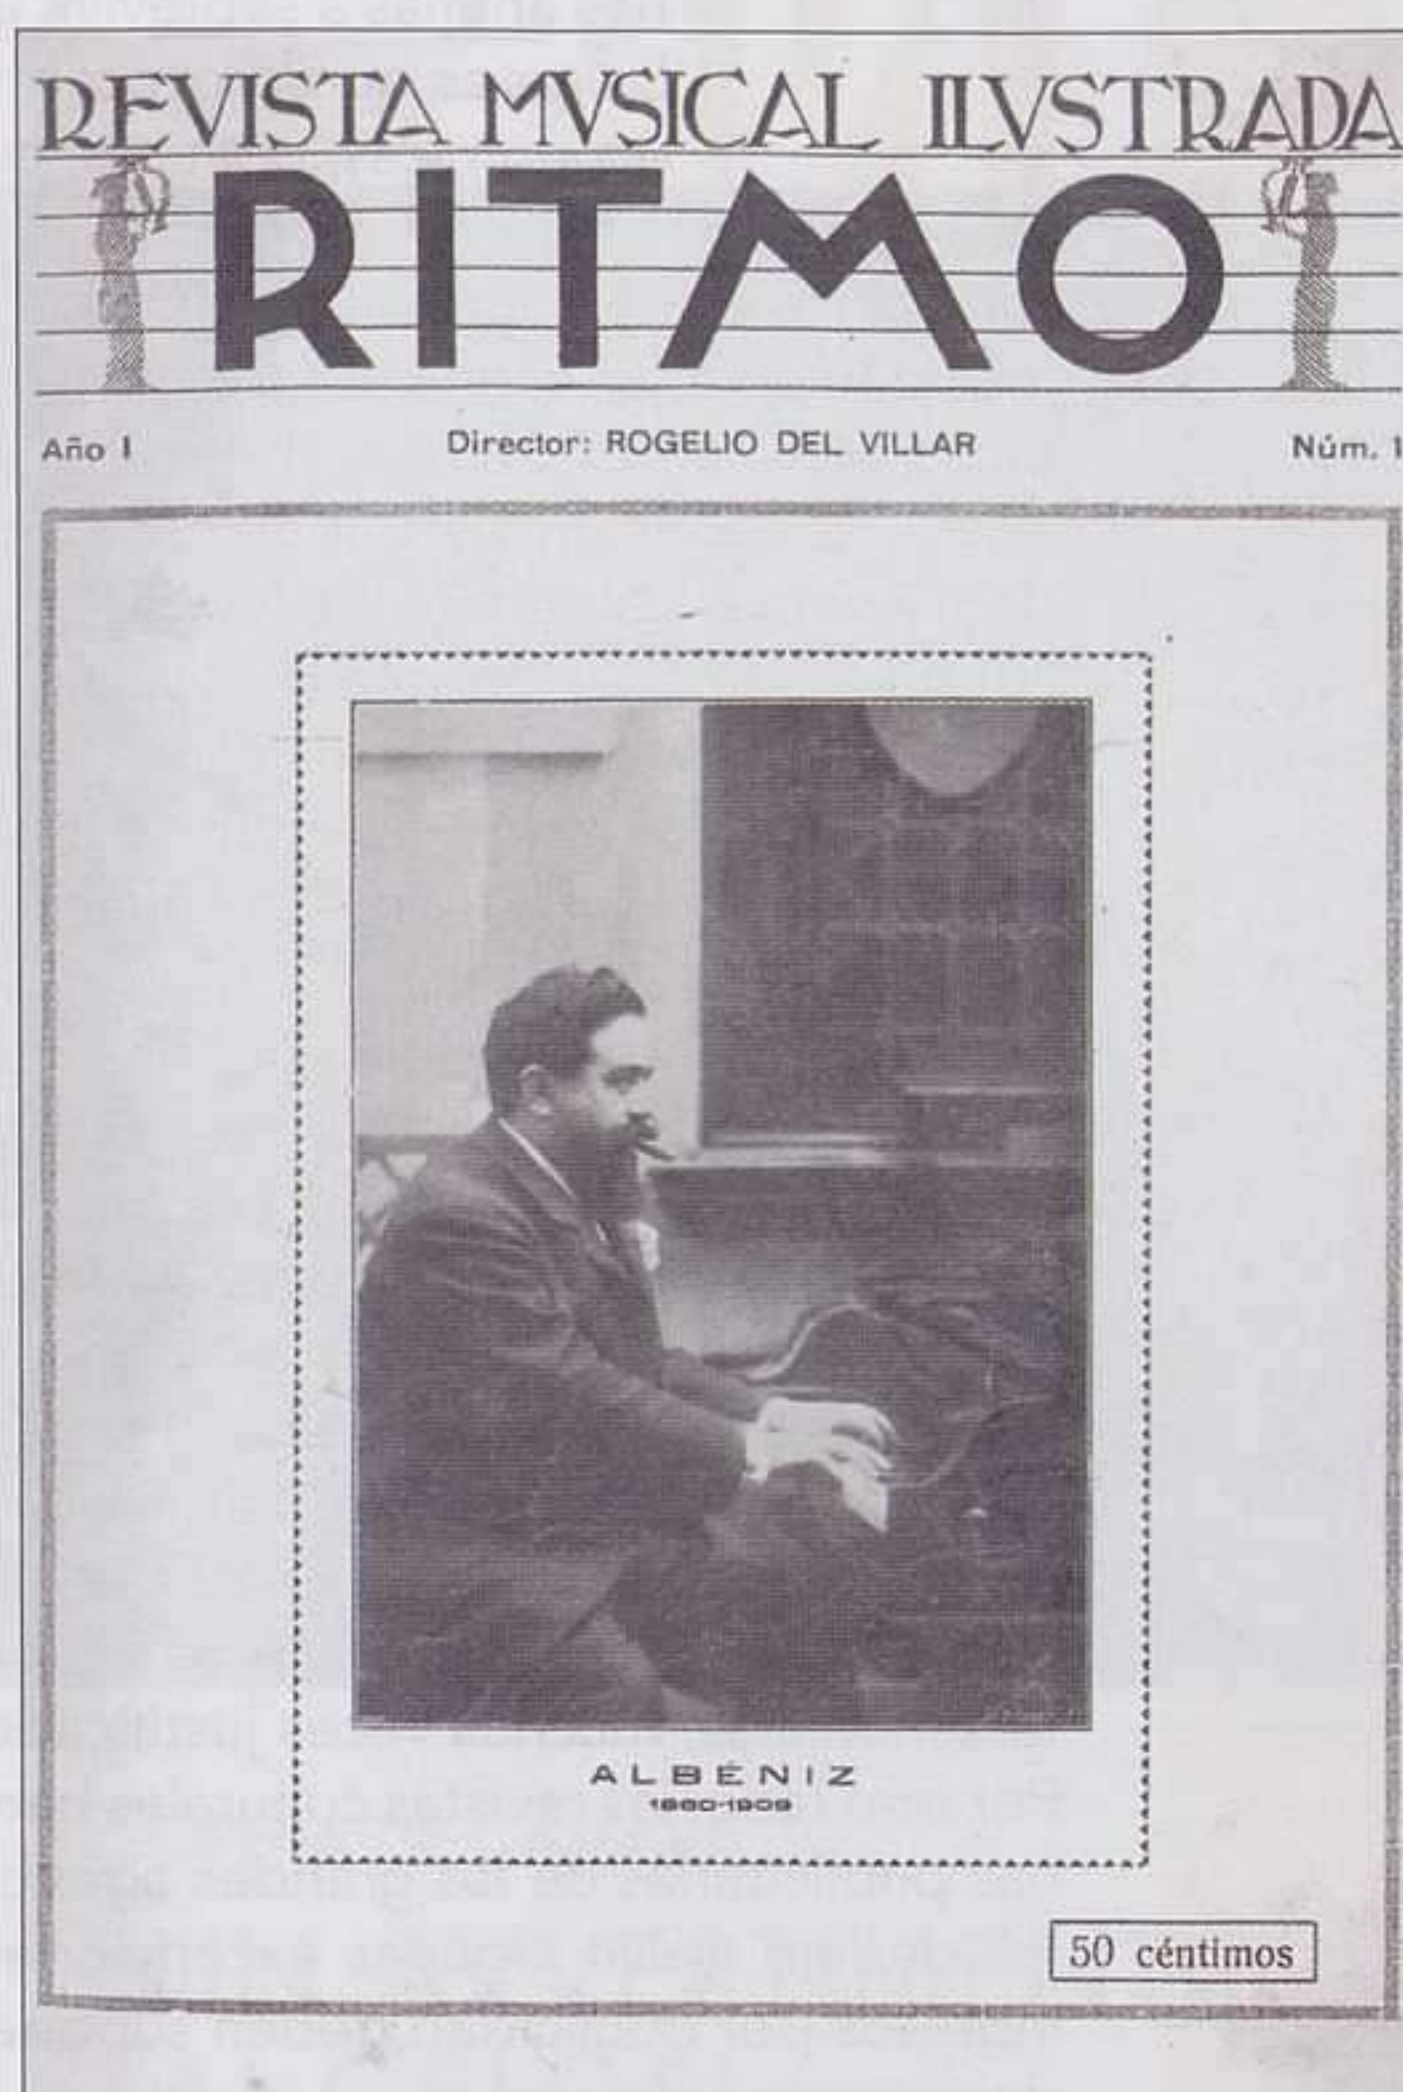 REVISTA MVSICAL ILVSTRADA
RITMO
Año I
Director: ROGELIO DEL VILLAR
Núm. 1
ALBÉNIZ
1860-1909
50 céntimos